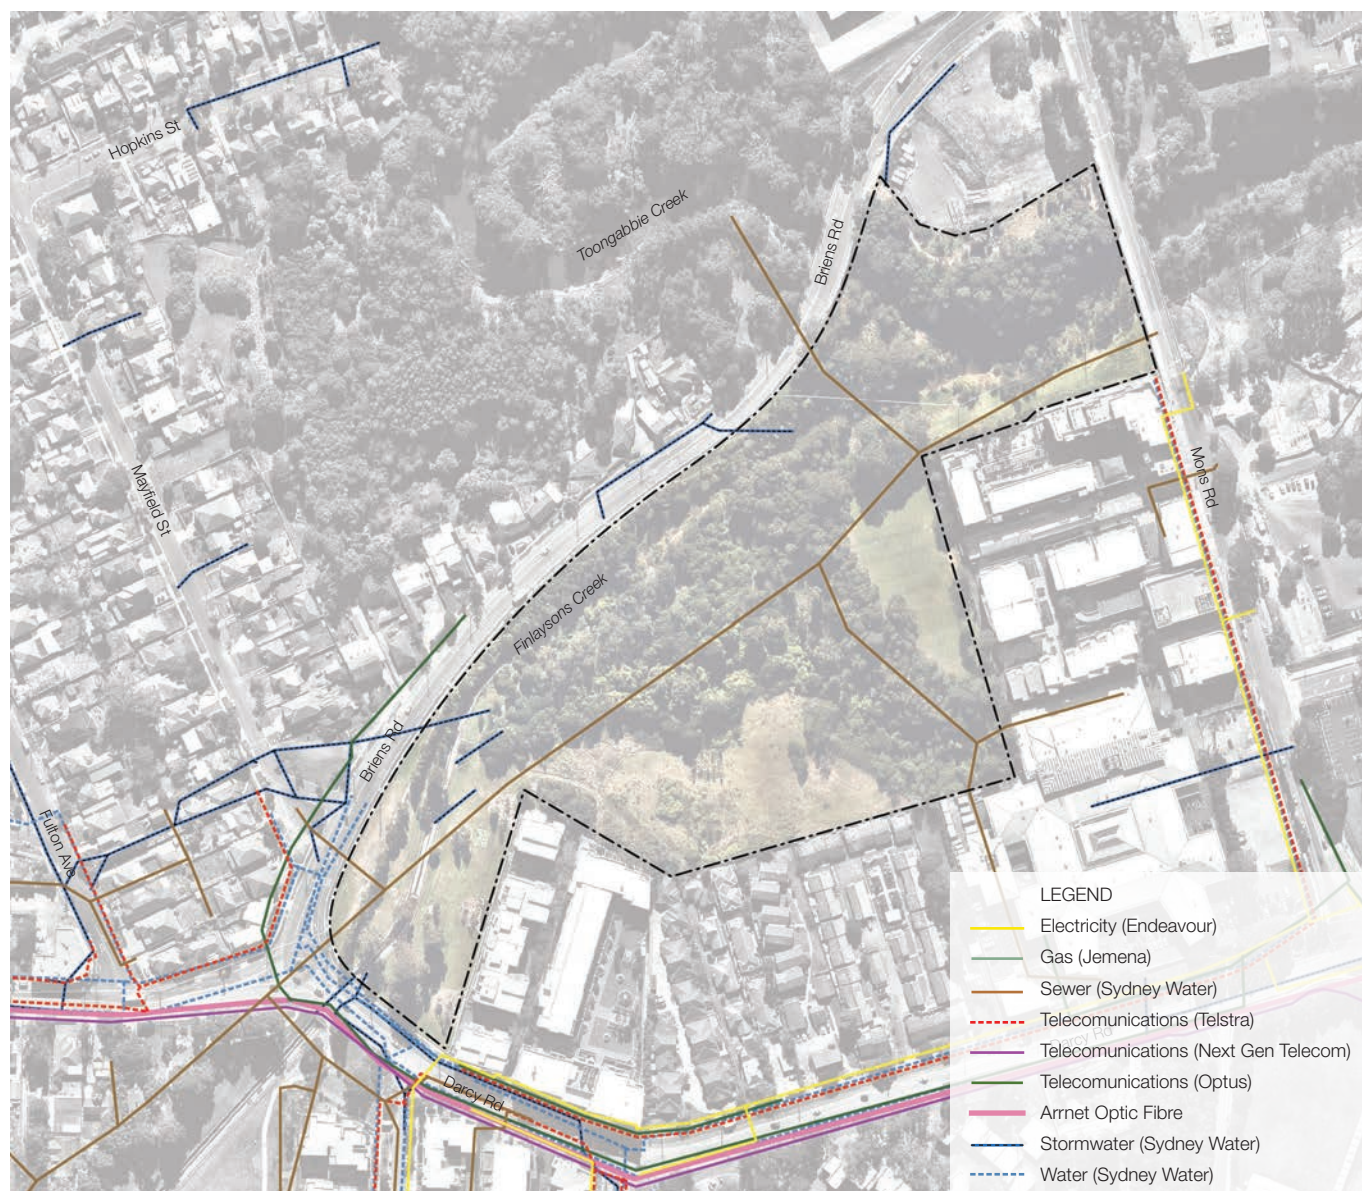 Hopkins St
Toongabbie Creek
Briens Rd
Mayfield St
Mons Rd
Finlaysons Creek
Briens Rd
Fulton Ave
Darcy Rd
Darcy Rd
LEGEND
Electricity (Endeavour)
Gas (Jemena)
Sewer (Sydney Water)
Telecomunications (Telstra)
Telecomunications (Next Gen Telecom)
Telecomunications (Optus)
Arrnet Optic Fibre
Stormwater (Sydney Water)
Water (Sydney Water)